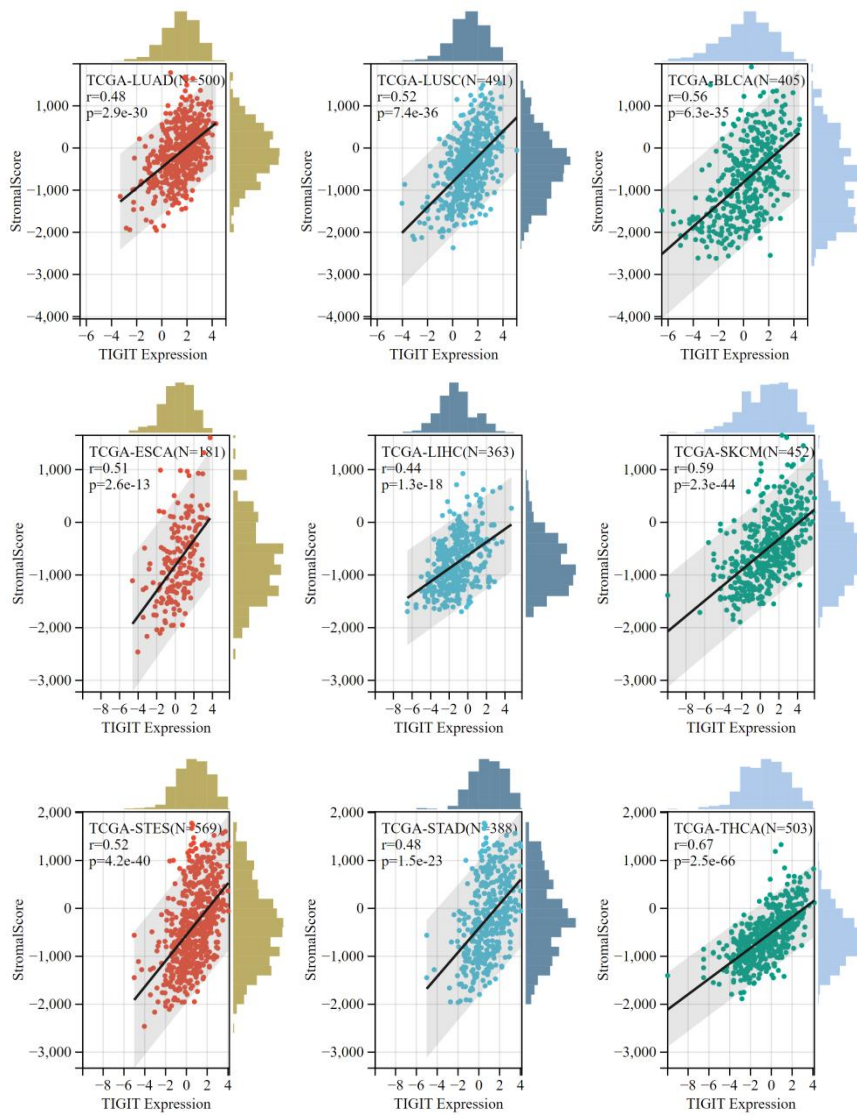 TCGA-LUAD(N=500)
r=0.48
p=2.9e-30
1,000
0
−1,000
−2,000
−3,000
−4,000
StromalScore
−6 −4 −2 0 2 4
TIGIT Expression
TCGA-LUSC(N=491)
r=0.52
p=7.4e-36
1,000
0
−1,000
−2,000
−3,000
−4,000
StromalScore
−6 −4 −2 0 2 4
TIGIT Expression
TCGA-BLCA(N=405)
r=0.56
p=6.3e-35
1,000
0
−1,000
−2,000
−3,000
−4,000
StromalScore
−6 −4 −2 0 2 4
TIGIT Expression
TCGA-ESCA(N=181)
r=0.51
p=2.6e-13
1,000
0
−1,000
−2,000
−3,000
StromalScore
−8 −6 −4 −2 0 2 4
TIGIT Expression
TCGA-LIHC(N=363)
r=0.44
p=1.3e-18
1,000
0
−1,000
−2,000
−3,000
StromalScore
−8 −6 −4 −2 0 2 4
TIGIT Expression
TCGA-SKCM(N=452)
r=0.59
p=2.3e-44
1,000
0
−1,000
−2,000
−3,000
StromalScore
−8 −6 −4 −2 0 2 4
TIGIT Expression
TCGA-STES(N=569)
r=0.52
p=4.2e-40
2,000
1,000
0
−1,000
−2,000
−3,000
StromalScore
−8 −6 −4 −2 0 2 4
TIGIT Expression
TCGA-STAD(N=388)
r=0.48
p=1.5e-23
2,000
1,000
0
−1,000
−2,000
−3,000
StromalScore
−8 −6 −4 −2 0 2 4
TIGIT Expression
TCGA-THCA(N=503)
r=0.67
p=2.5e-66
2,000
1,000
0
−1,000
−2,000
−3,000
StromalScore
−8 −6 −4 −2 0 2 4
TIGIT Expression